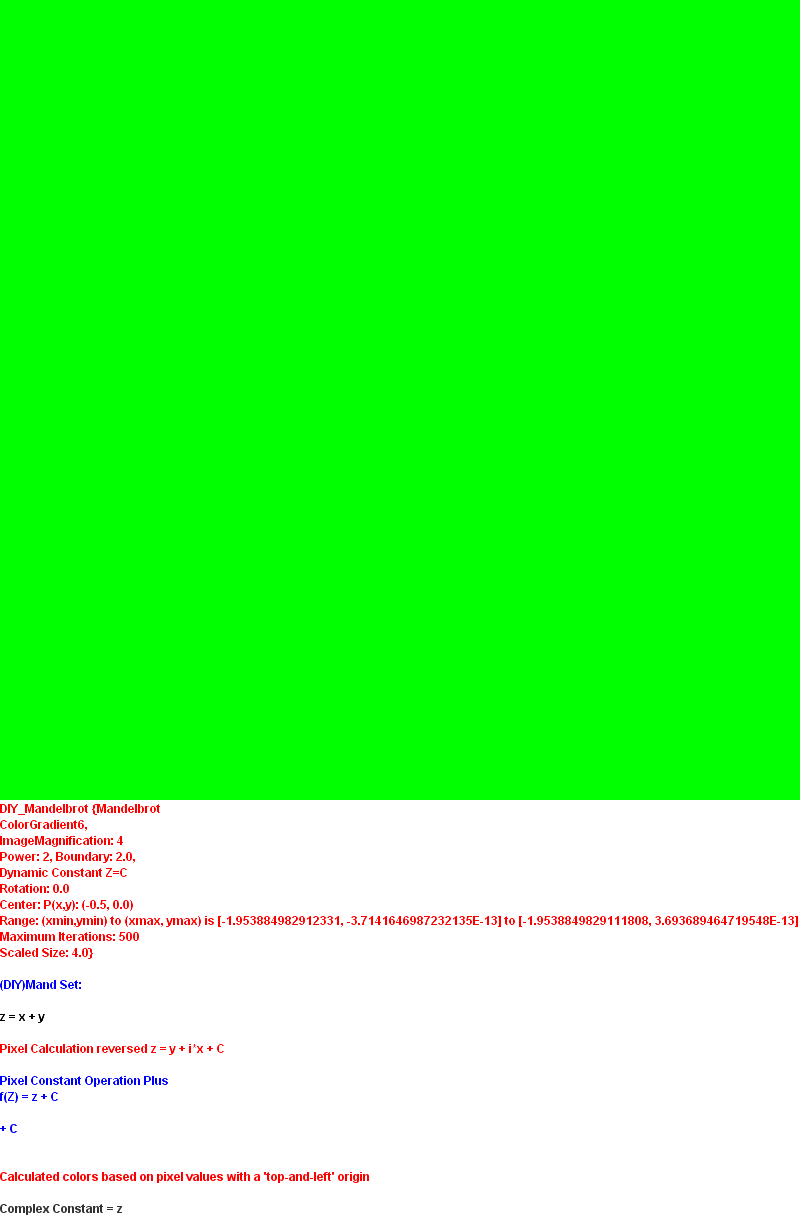 DIY_Mandelbrot {Mandelbrot
ColorGradient6,
ImageMagnification: 4
Power: 2, Boundary: 2.0,
Dynamic Constant Z=C
Rotation: 0.0
Center: P(x,y): (-0.5, 0.0)
Range: (xmin,ymin) to (xmax, ymax) is [-1.953884982912331, -3.7141646987232135E-13] to [-1.9538849829111808, 3.693689464719548E-13]
Maximum Iterations: 500
Scaled Size: 4.0}
(DIY)Mand Set:
z = x + y
Pixel Calculation reversed z = y + i*x + C
Pixel Constant Operation Plus
f(Z) = z + C
+ C
Calculated colors based on pixel values with a 'top-and-left' origin
Complex Constant = z